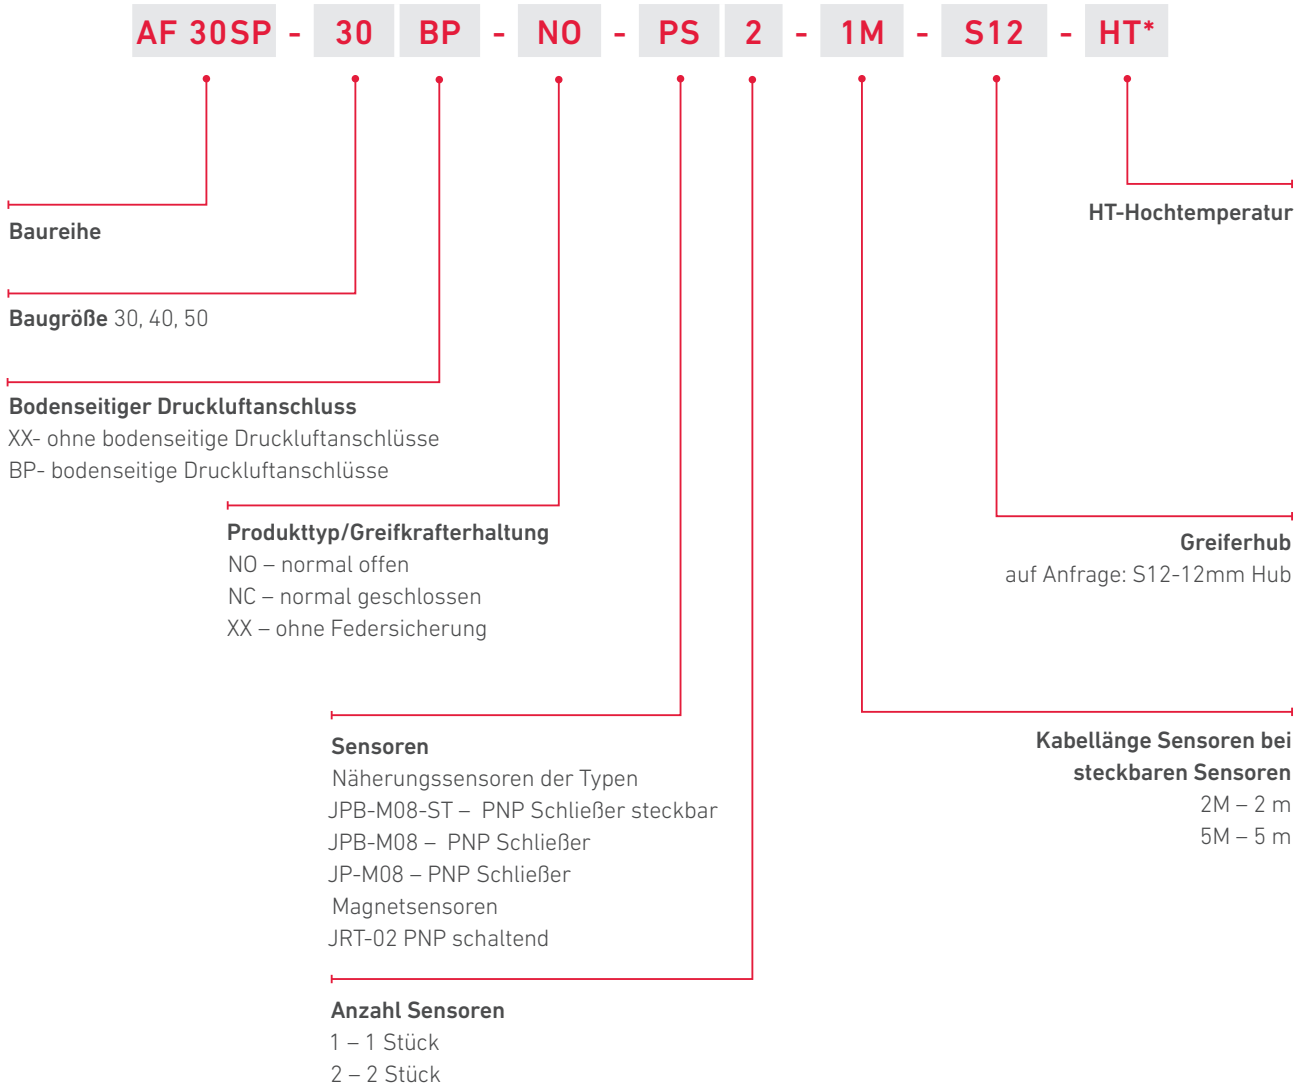 AF 30SP - 30 BP - NO - PS 2 - 1M - S12 - HT*
Baureihe
HT-Hochtemperatur
Baugröße 30, 40, 50
Bodenseitiger Druckluftanschluss
XX- ohne bodenseitige Druckluftanschlüsse
BP- bodenseitige Druckluftanschlüsse
Produkttyp/Greifkrafterhaltung
NO – normal offen
NC – normal geschlossen
XX – ohne Federsicherung
Greiferhub
auf Anfrage: S12-12mm Hub
Sensoren
Näherungssensoren der Typen
JPB-M08-ST – PNP Schließer steckbar
JPB-M08 – PNP Schließer
JP-M08 – PNP Schließer
Magnetsensoren
JRT-02 PNP schaltend
Kabellänge Sensoren bei
steckbaren Sensoren
2M – 2 m
5M – 5 m
Anzahl Sensoren
1 – 1 Stück
2 – 2 Stück